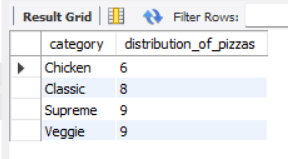 Result Grid Filter Rows:
category distribution_of_pizzas
Chicken 6
Classic 8
Supreme 9
Veggie 9